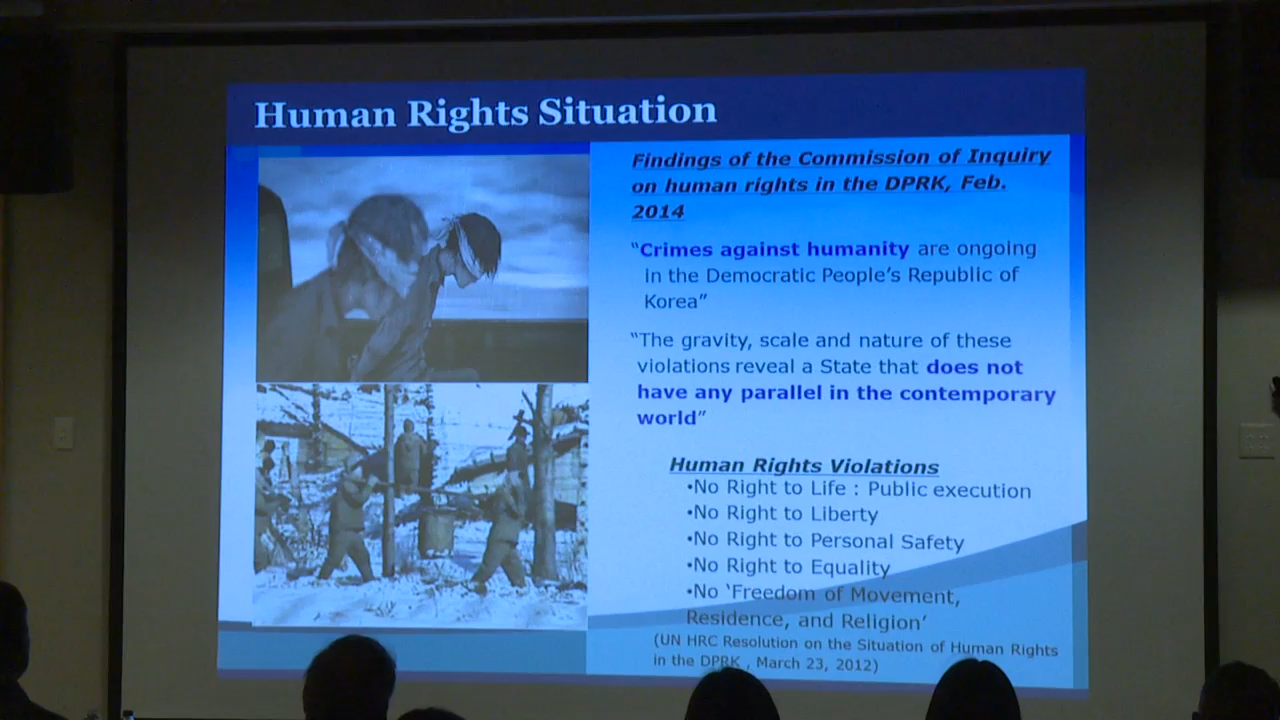 Human Rights Situation
Findings of the Commission of Inquiry
on human rights in the DPRK, Feb.
2014
“Crimes against humanity are ongoing
in the Democratic People’s Republic of
Korea”
“The gravity, scale and nature of these
violations reveal a State that does not
have any parallel in the contemporary
world”
Human Rights Violations
•No Right to Life : Public execution
•No Right to Liberty
•No Right to Personal Safety
•No Right to Equality
•No ‘Freedom of Movement,
Residence, and Religion’
(UN HRC Resolution on the Situation of Human Rights
in the DPRK , March 23, 2012)